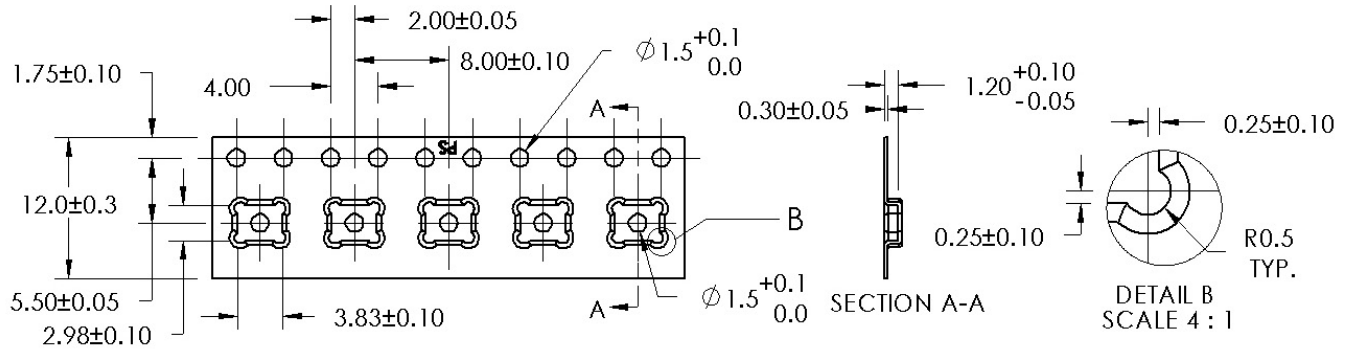 2.00±0.05
Ø1.5 +0.1
0.0
1.75±0.10
8.00±0.10
4.00
A
0.30±0.05
1.20 +0.10
-0.05
0.25±0.10
PS
12.0±0.3
B
0.25±0.10
R0.5
TYP.
5.50±0.05
3.83±0.10
2.98±0.10
A
Ø1.5 +0.1
0.0
SECTION A-A
DETAIL B
SCALE 4 : 1